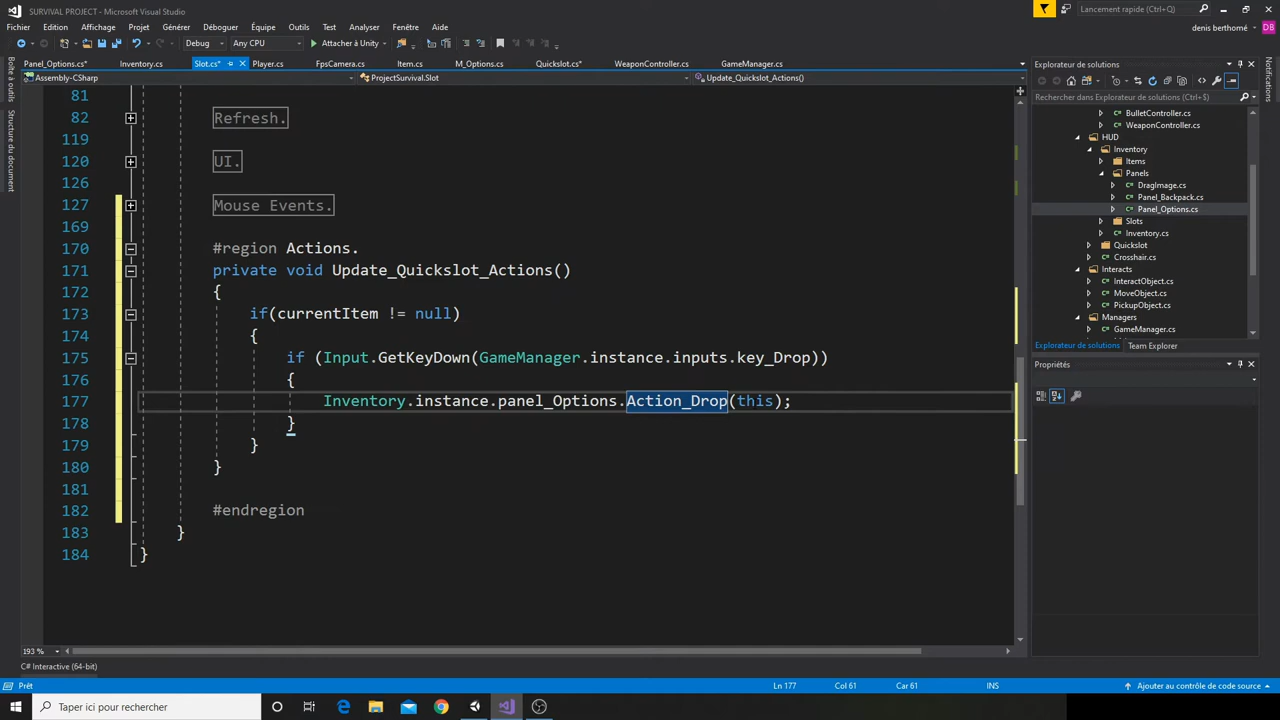 SURVIVAL PROJECT - Microsoft Visual Studio
Lancement rapide (Ctrl+Q)
Fichier Edition Affichage Projet Générer Déboguer Équipe Outils Test Analyser Fenêtre Aide
denis berthomé DB
Debug Any CPU Attacher à Unity
Panel_Options.cs* Inventory.cs Slot.cs* Player.cs FpsCamera.cs Item.cs M_Options.cs Quickslot.cs* WeaponController.cs GameManager.cs
Assembly-CSharp ProjectSurvival.Slot Update_Quickslot_Actions()
Boîte à outils
Structure du document
81
82 Refresh.
119
120 UI.
126
127 Mouse Events.
169
170 #region Actions.
171 private void Update_Quickslot_Actions()
172 {
173 if(currentItem != null)
174 {
175 if (Input.GetKeyDown(GameManager.instance.inputs.key_Drop))
176 {
177 Inventory.instance.panel_Options.Action_Drop(this);
178 }
179 }
180 }
181
182 #endregion
183 }
184 }
193 %
Explorateur de solutions
Rechercher dans Explorateur de solutions (Ctrl+$)
BulletController.cs
WeaponController.cs
HUD
Inventory
Items
Panels
DragImage.cs
Panel_Backpack.cs
Panel_Options.cs
Slots
Inventory.cs
Quickslot
Crosshair.cs
Interacts
InteractObject.cs
MoveObject.cs
PickupObject.cs
Managers
GameManager.cs
Explorateur de solutions Team Explorer
Propriétés
Notifications
C# Interactive (64-bit)
Prêt Ln 177 Col 61 Car 61 INS Ajouter au contrôle de code source
Taper ici pour rechercher